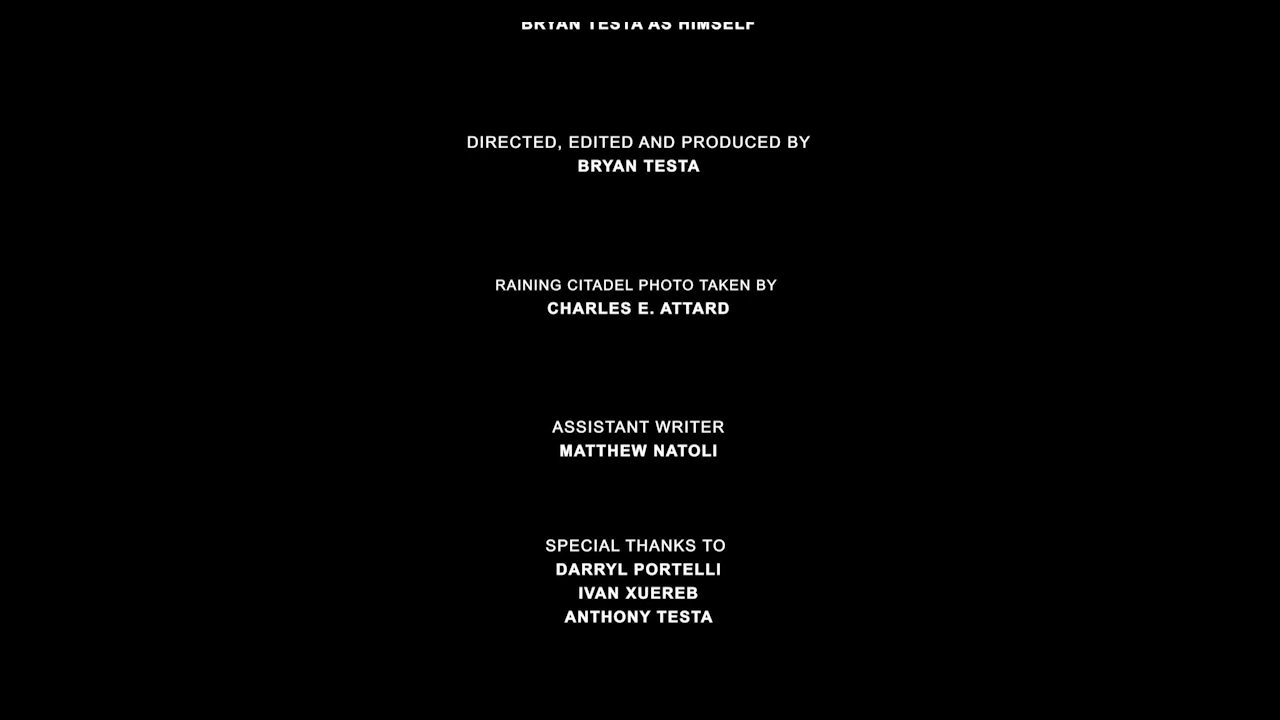 BRYAN TESTA AS HIMSELF
DIRECTED, EDITED AND PRODUCED BY
BRYAN TESTA
RAINING CITADEL PHOTO TAKEN BY
CHARLES E. ATTARD
ASSISTANT WRITER
MATTHEW NATOLI
SPECIAL THANKS TO
DARRYL PORTELLI
IVAN XUEREB
ANTHONY TESTA